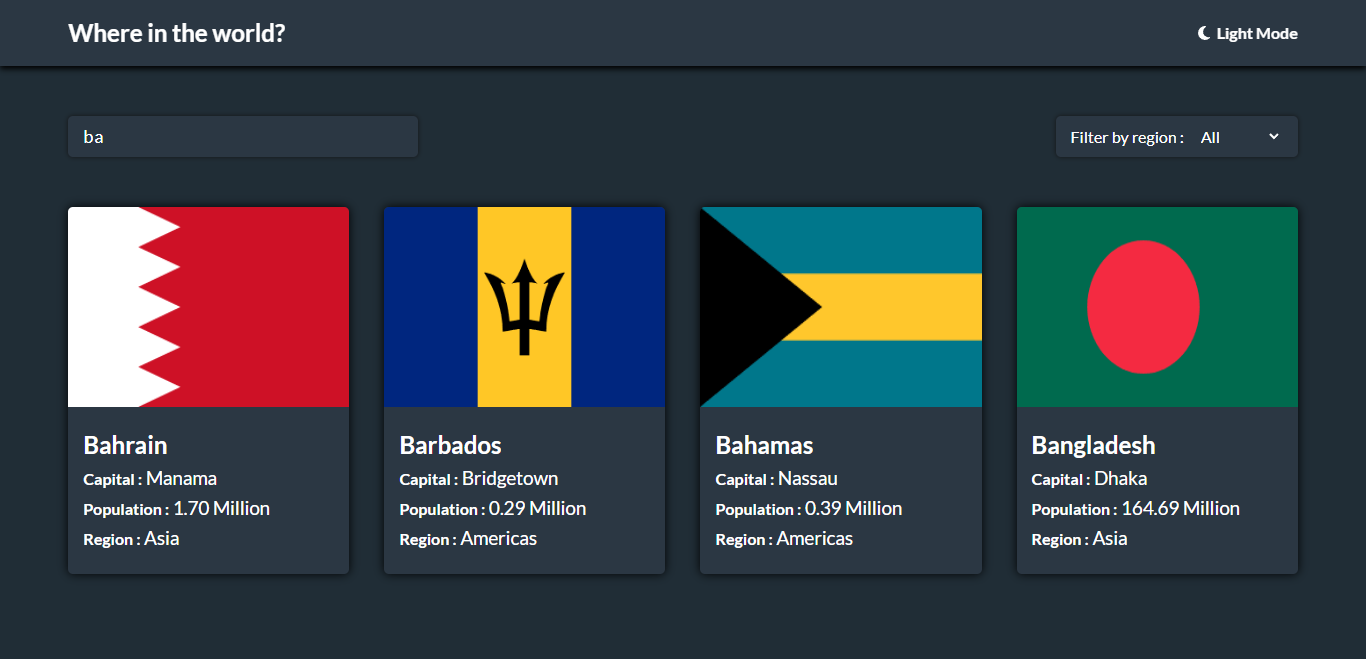 Where in the world?
Light Mode
ba
Filter by region : All
Bahrain
Capital : Manama
Population : 1.70 Million
Region : Asia
Barbados
Capital : Bridgetown
Population : 0.29 Million
Region : Americas
Bahamas
Capital : Nassau
Population : 0.39 Million
Region : Americas
Bangladesh
Capital : Dhaka
Population : 164.69 Million
Region : Asia